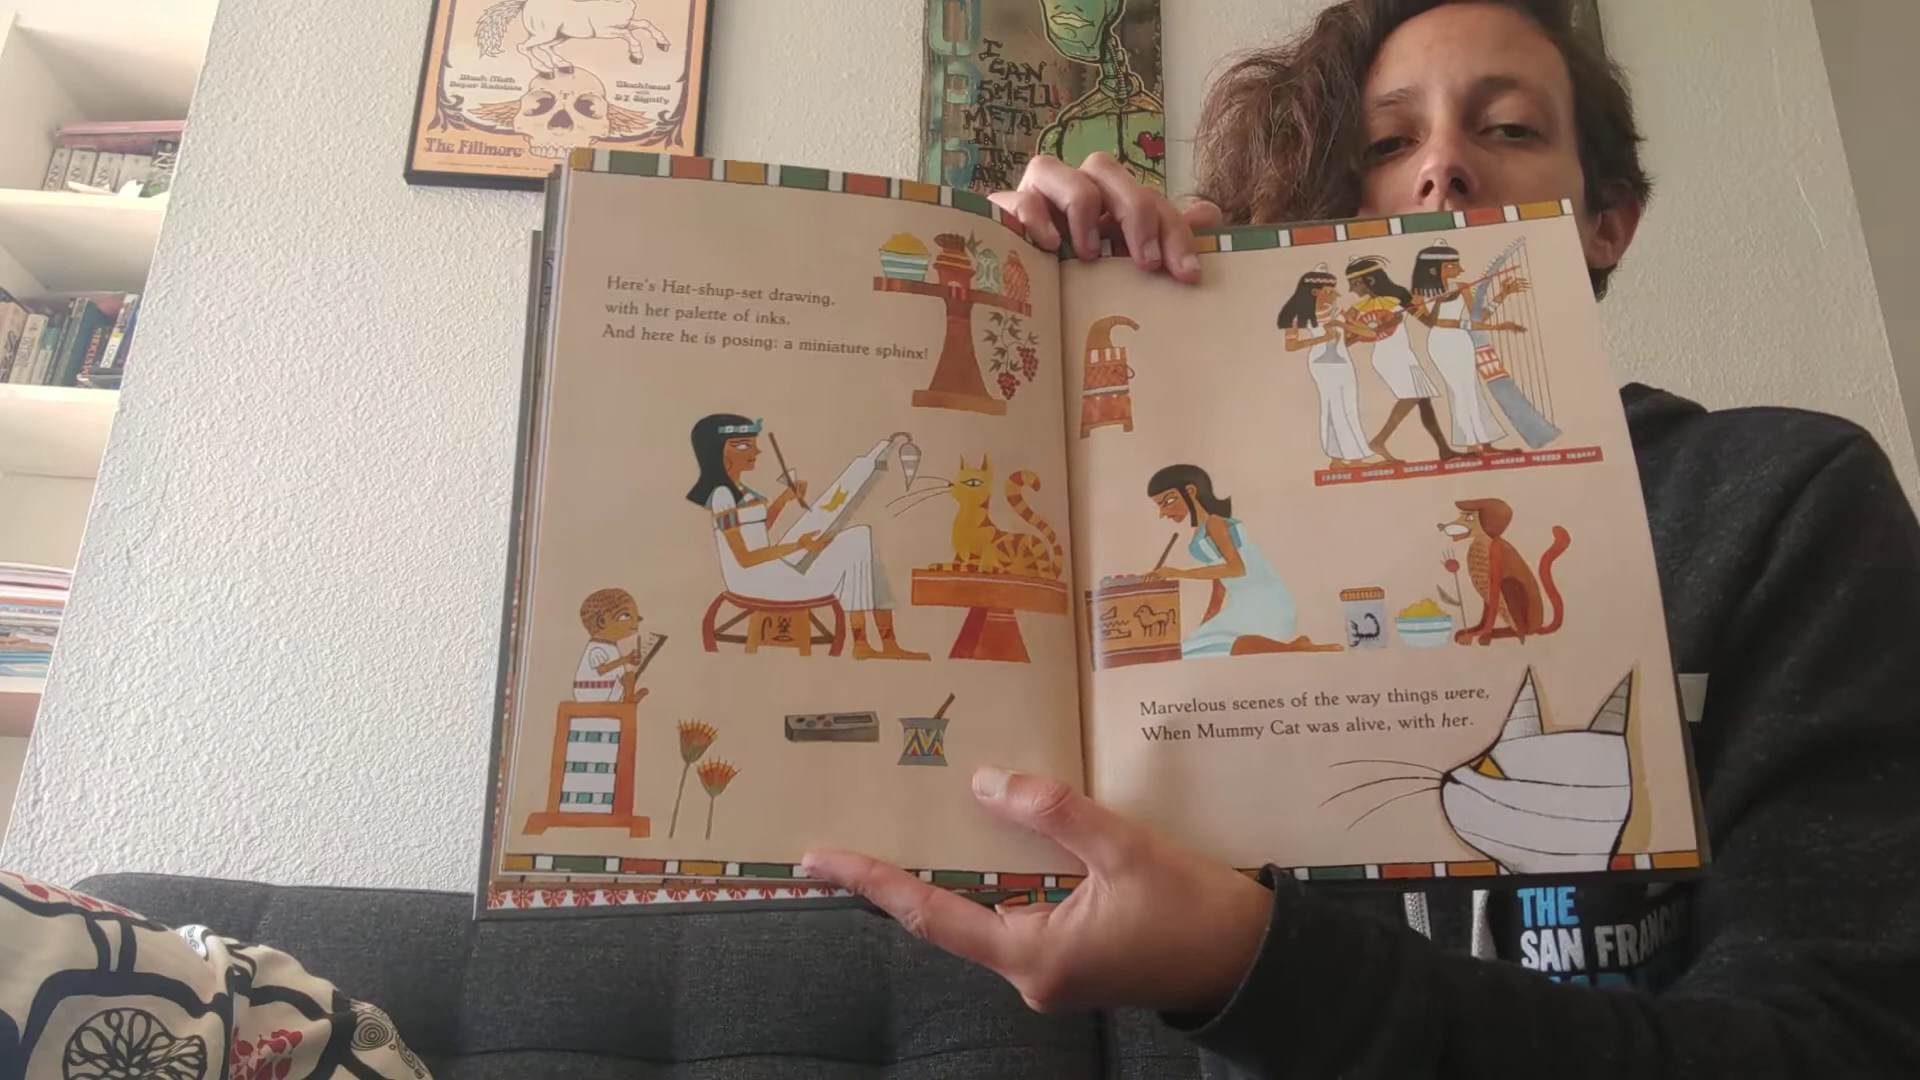 The Fillmore
I
CAN
SMELL
METAL
IN
THE
AIR
Here's Hat-shup-set drawing,
with her palette of inks.
And here he is posing: a miniature sphinx!
Marvelous scenes of the way things were,
When Mummy Cat was alive, with her.
THE
SAN FRANC